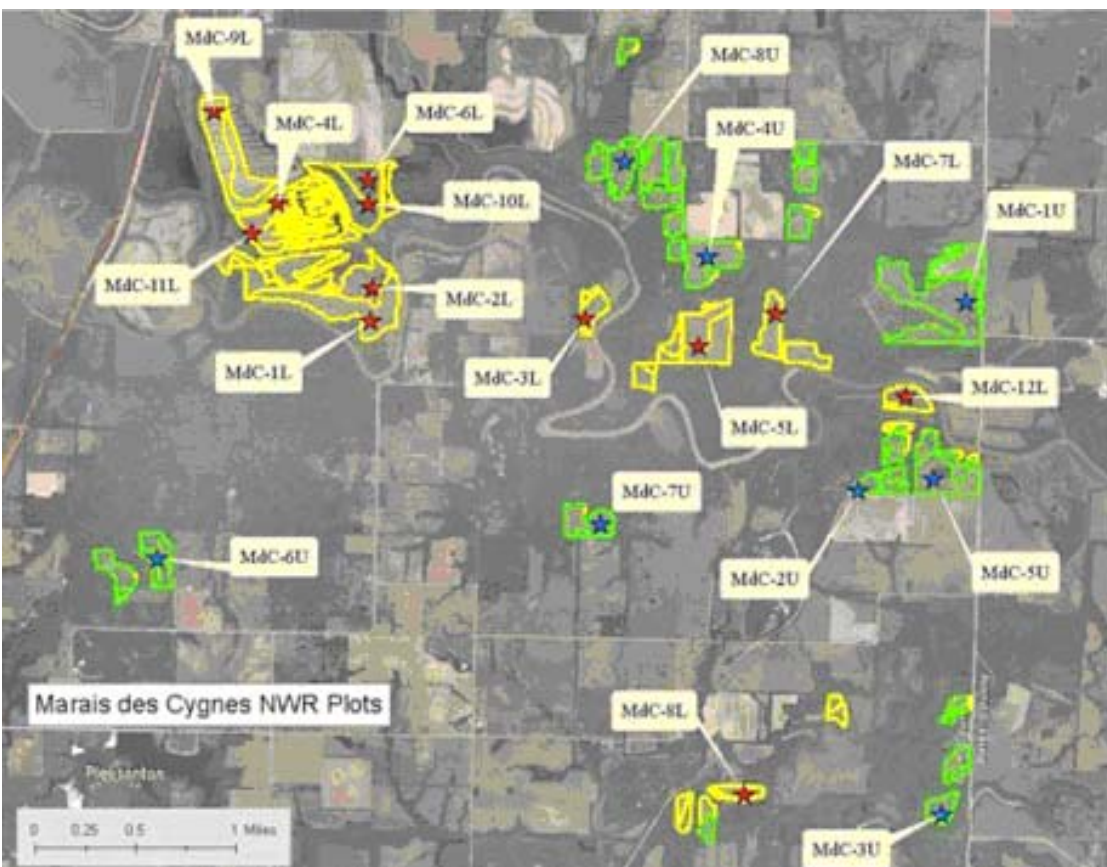 MdC-9L
MdC-8U
MdC-4L
MdC-6L
MdC-4U
MdC-7L
MdC-10L
MdC-1U
MdC-11L
MdC-2L
MdC-1L
MdC-3L
MdC-12L
MdC-5L
MdC-7U
MdC-6U
MdC-2U
MdC-5U
Marais des Cygnes NWR Plots
MdC-8L
Pleasanton
0 0.25 0.5 1 Miles
MdC-3U